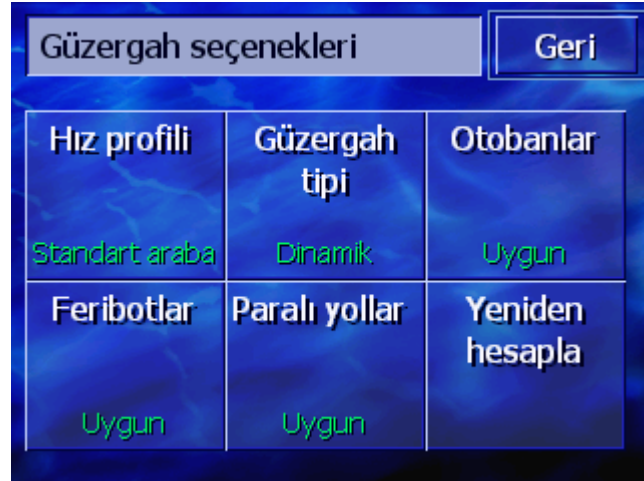 Güzergah seçenekleri
Geri
Hız profili
Güzergah
tipi
Otobanlar
Standart araba
Dinamik
Uygun
Feribotlar
Paralı yollar
Yeniden
hesapla
Uygun
Uygun